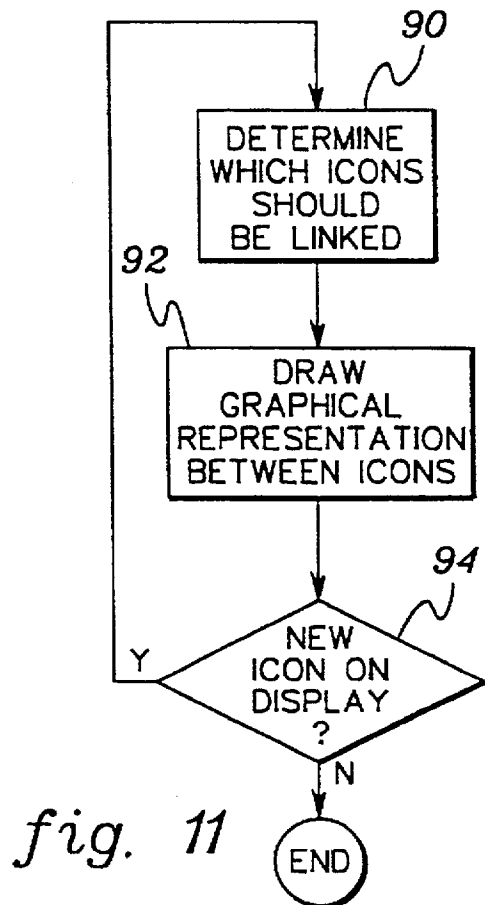 90
DETERMINE
WHICH ICONS
SHOULD
BE LINKED
92
DRAW
GRAPHICAL
REPRESENTATION
BETWEEN ICONS
94
NEW
ICON ON
DISPLAY
?
Y
N
END
fig. 11